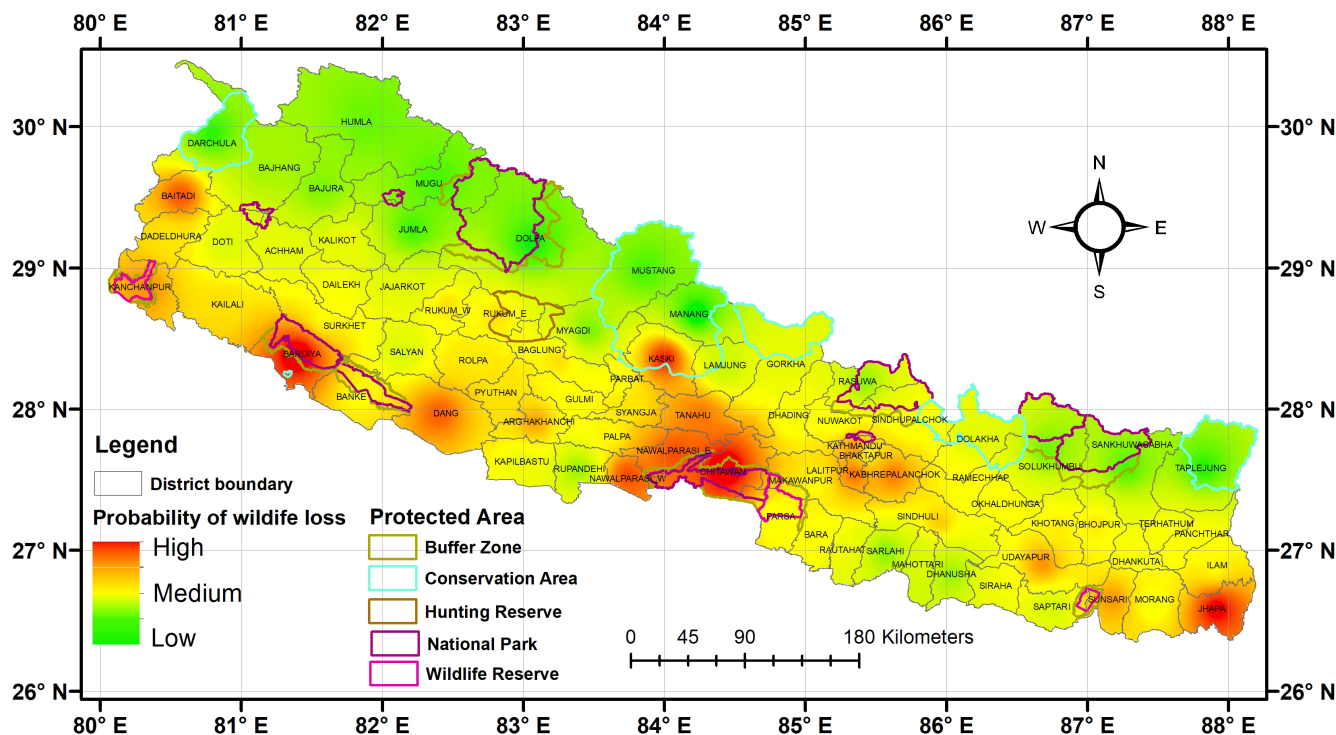 80° E 81° E 82° E 83° E 84° E 85° E 86° E 87° E 88° E
30° N 30° N
29° N 29° N
28° N 28° N
27° N 27° N
26° N 26° N
80° E 81° E 82° E 83° E 84° E 85° E 86° E 87° E 88° E
N
W E
S
HUMLA
DARCHULA
BAJHANG
MUGU
BAJURA
BAITADI
JUMLA
DOLPA
DADELDHURA
DOTI
KALIKOT
ACHHAM
MUSTANG
KANCHANPUR
DAILEKH
JAJARKOT
KAILALI
RUKUM_W
RUKUM_E
MANANG
SURKHET
MYAGDI
BARDIYA
SALYAN
BAGLUNG
ROLPA
KASKI
LAMJUNG
GORKHA
PARBAT
RASUWA
BANKE
PYUTHAN
GULMI
DANG
SYANGJA
TANAHU
DHADING
NUWAKOT
SINDHUPALCHOK
ARGHAKHANCHI
PALPA
DOLAKHA
SANKHUWASABHA
KATHMANDU
NAWALPARASI_E
BHAKTAPUR
KAPILBASTU
RUPANDEHI
SOLUKHUMBU
TAPLEJUNG
CHITAWAN
LALITPUR
KABHREPALANCHOK
NAWALPARASI_W
MAKAWANPUR
RAMECHHAP
OKHALDHUNGA
PARSA
SINDHULI
KHOTANG
BHOJPUR
TERHATHUM
BARA
PANCHTHAR
RAUTAHAT
SARLAHI
UDAYAPUR
MAHOTTARI
DHANKUTA
ILAM
DHANUSHA
SIRAHA
SUNSARI
MORANG
SAPTARI
JHAPA
Legend
District boundary
Probability of wildlife loss
High
Medium
Low
Protected Area
Buffer Zone
Conservation Area
Hunting Reserve
National Park
Wildlife Reserve
0 45 90 180 Kilometers